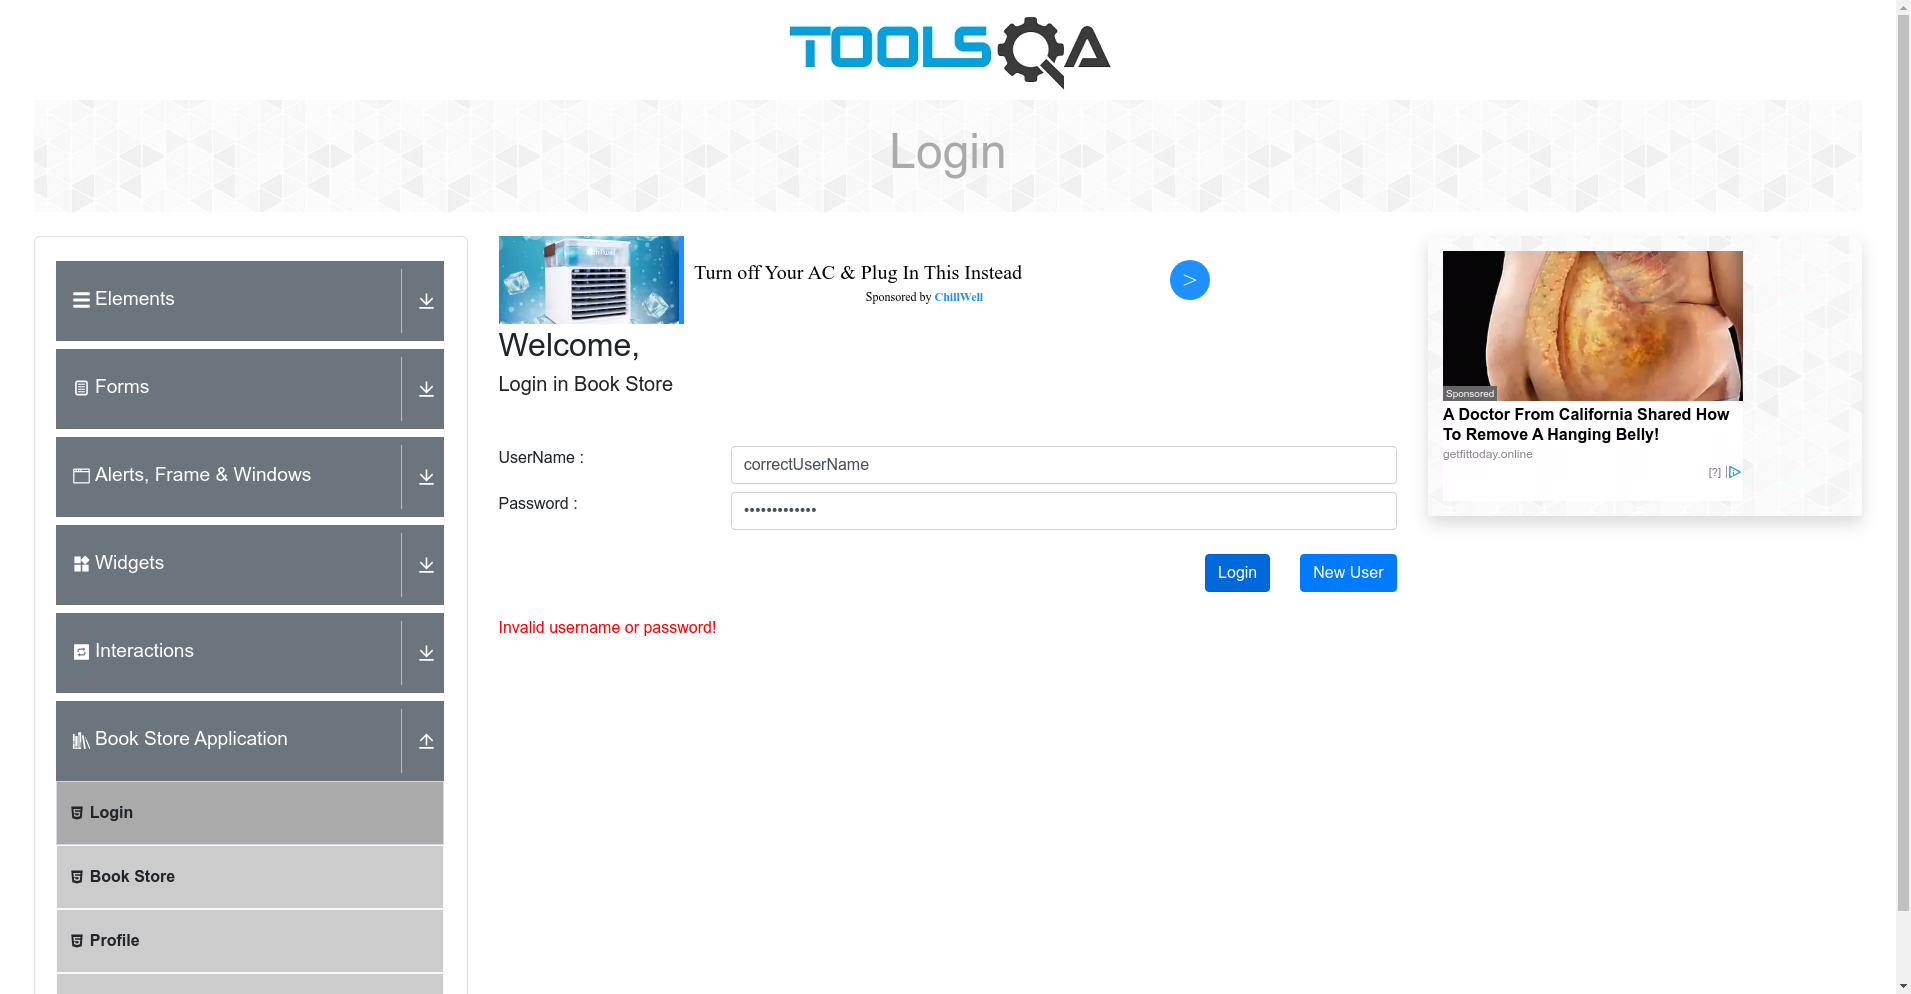 TOOLSQA
Login
Elements
Forms
Alerts, Frame & Windows
Widgets
Interactions
Book Store Application
Login
Book Store
Profile
Turn off Your AC & Plug In This Instead
Sponsored by ChillWell
>
Welcome,
Login in Book Store
UserName :
correctUserName
Password :
•••••••••••••
Login
New User
Invalid username or password!
Sponsored
A Doctor From California Shared How
To Remove A Hanging Belly!
getfittoday.online
[?]